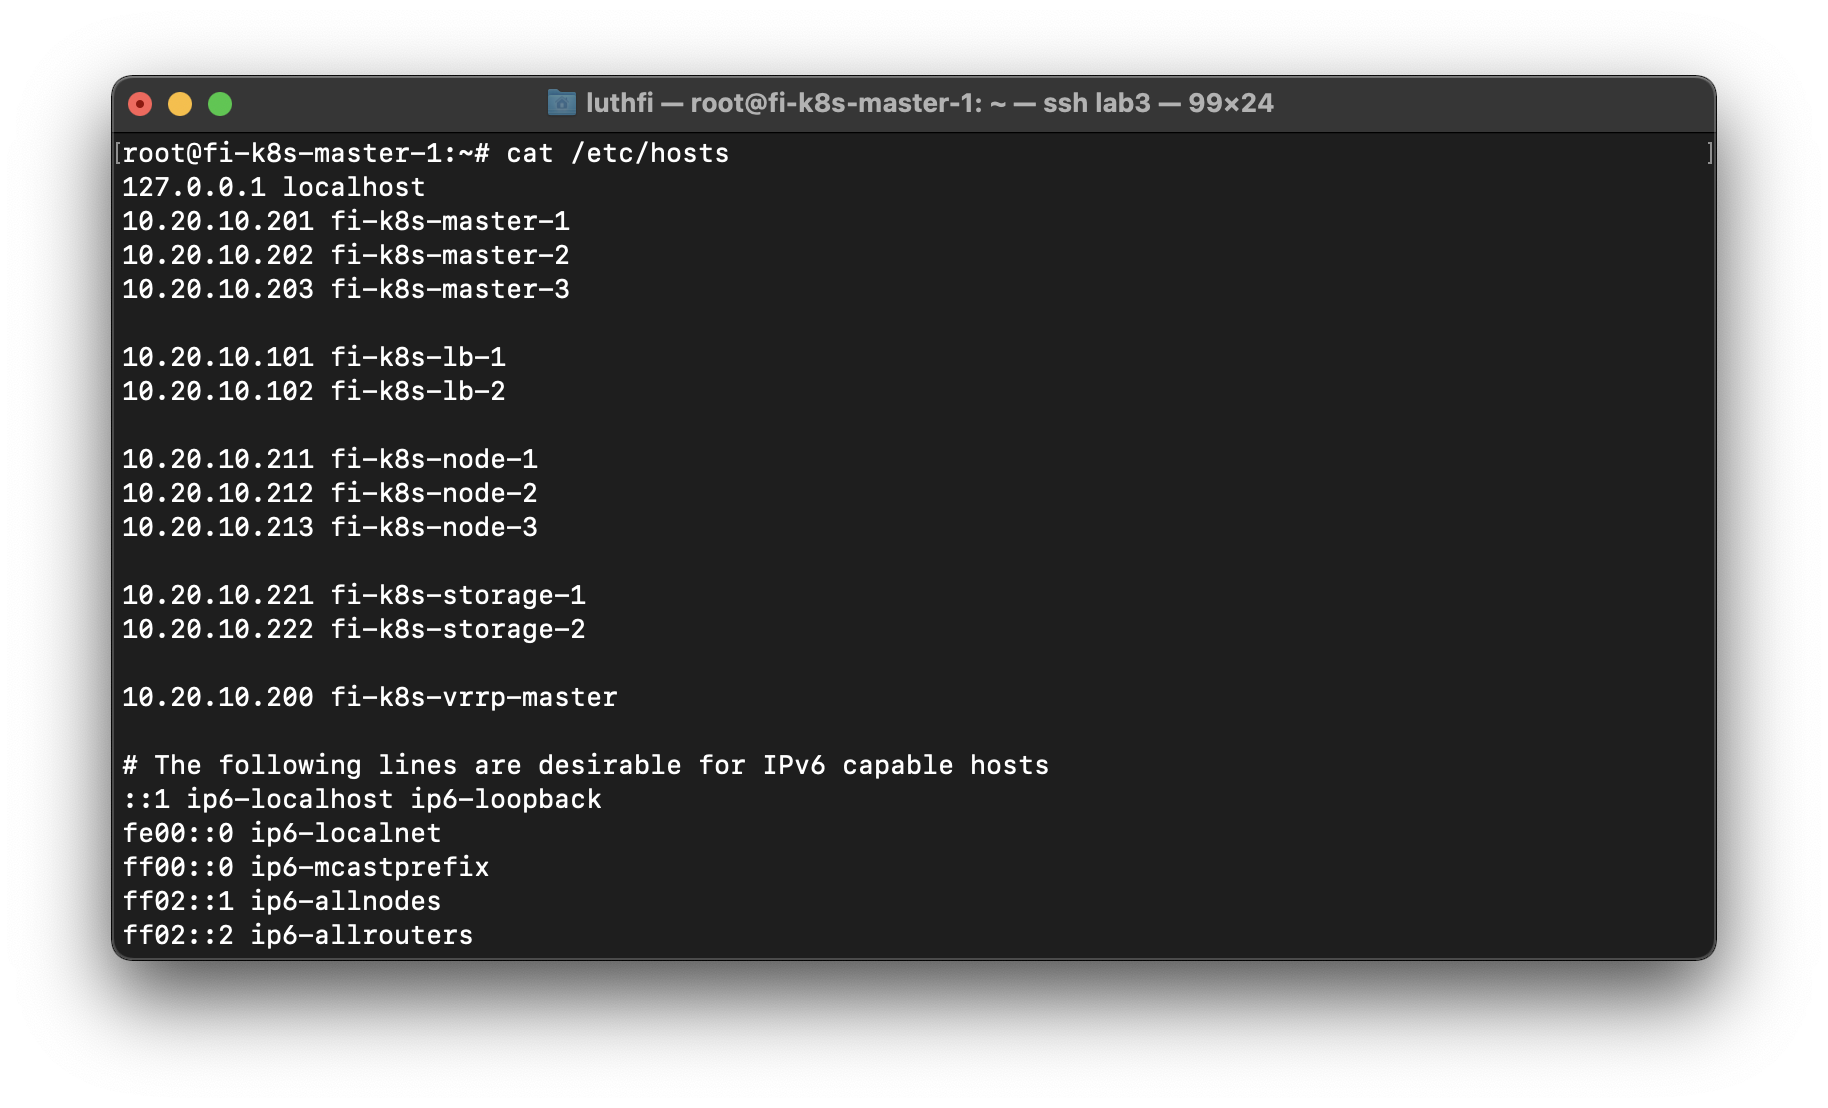 luthfi — root@fi-k8s-master-1: ~ — ssh lab3 — 99×24
[root@fi-k8s-master-1:~# cat /etc/hosts ]
127.0.0.1 localhost
10.20.10.201 fi-k8s-master-1
10.20.10.202 fi-k8s-master-2
10.20.10.203 fi-k8s-master-3
10.20.10.101 fi-k8s-lb-1
10.20.10.102 fi-k8s-lb-2
10.20.10.211 fi-k8s-node-1
10.20.10.212 fi-k8s-node-2
10.20.10.213 fi-k8s-node-3
10.20.10.221 fi-k8s-storage-1
10.20.10.222 fi-k8s-storage-2
10.20.10.200 fi-k8s-vrrp-master
# The following lines are desirable for IPv6 capable hosts
::1 ip6-localhost ip6-loopback
fe00::0 ip6-localnet
ff00::0 ip6-mcastprefix
ff02::1 ip6-allnodes
ff02::2 ip6-allrouters